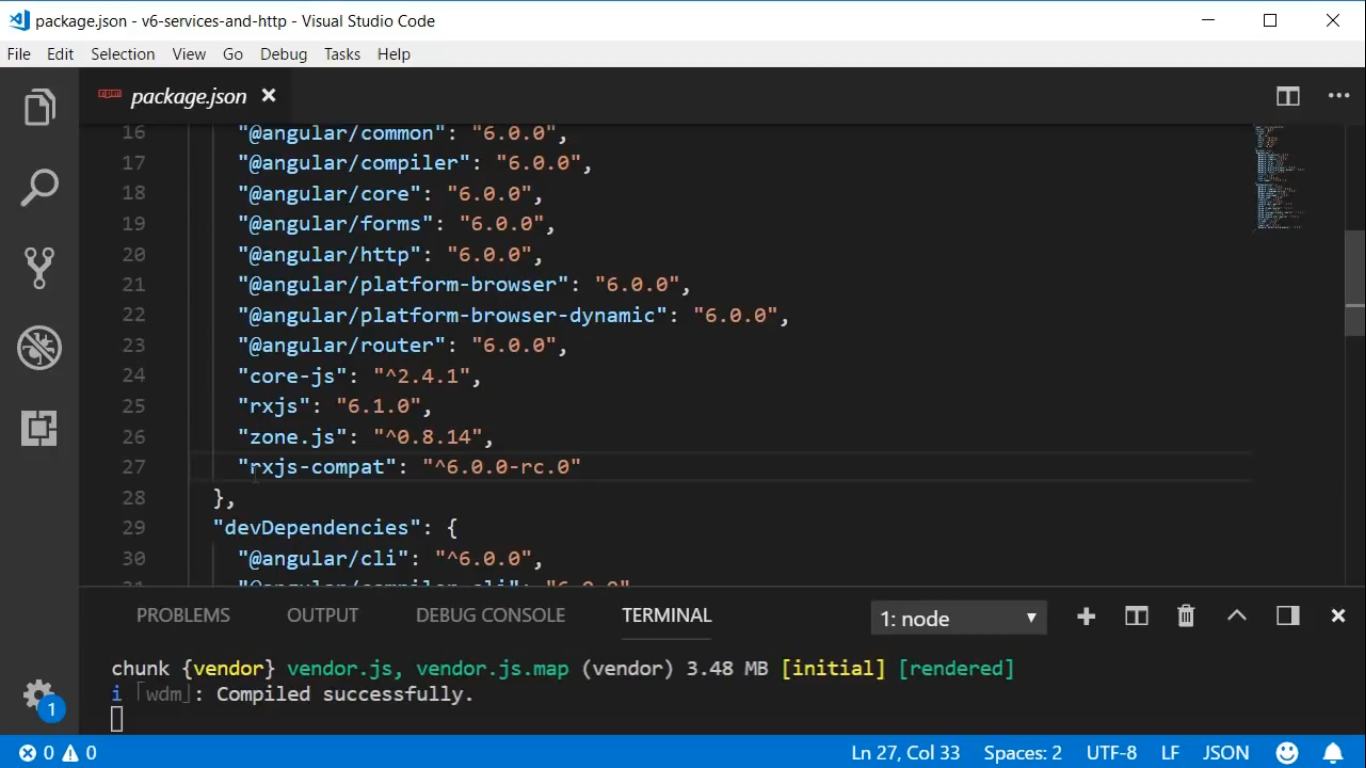 package.json - v6-services-and-http - Visual Studio Code
File Edit Selection View Go Debug Tasks Help
npm package.json
16 "@angular/common": "6.0.0",
17 "@angular/compiler": "6.0.0",
18 "@angular/core": "6.0.0",
19 "@angular/forms": "6.0.0",
20 "@angular/http": "6.0.0",
21 "@angular/platform-browser": "6.0.0",
22 "@angular/platform-browser-dynamic": "6.0.0",
23 "@angular/router": "6.0.0",
24 "core-js": "^2.4.1",
25 "rxjs": "6.1.0",
26 "zone.js": "^0.8.14",
27 "rxjs-compat": "^6.0.0-rc.0"
28 },
29 "devDependencies": {
30 "@angular/cli": "^6.0.0",
31 "@angular/compiler-cli": "6.0.0"
PROBLEMS OUTPUT DEBUG CONSOLE TERMINAL 1: node
chunk {vendor} vendor.js, vendor.js.map (vendor) 3.48 MB [initial] [rendered]
i ｢wdm｣: Compiled successfully.
1
0 0 Ln 27, Col 33 Spaces: 2 UTF-8 LF JSON